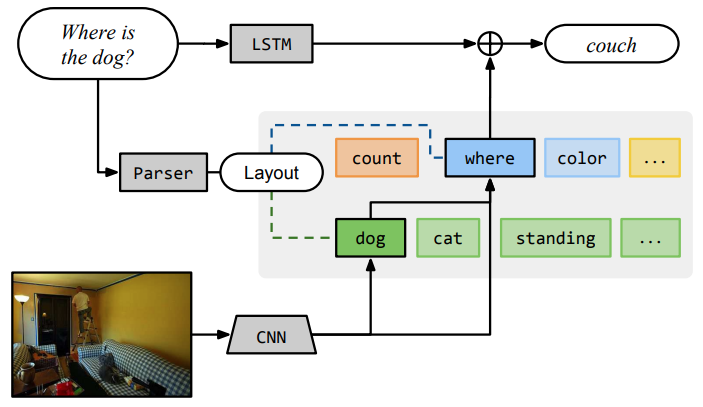 Where is
the dog?
LSTM
couch
count
where
color
...
Parser
Layout
dog
cat
standing
...
CNN